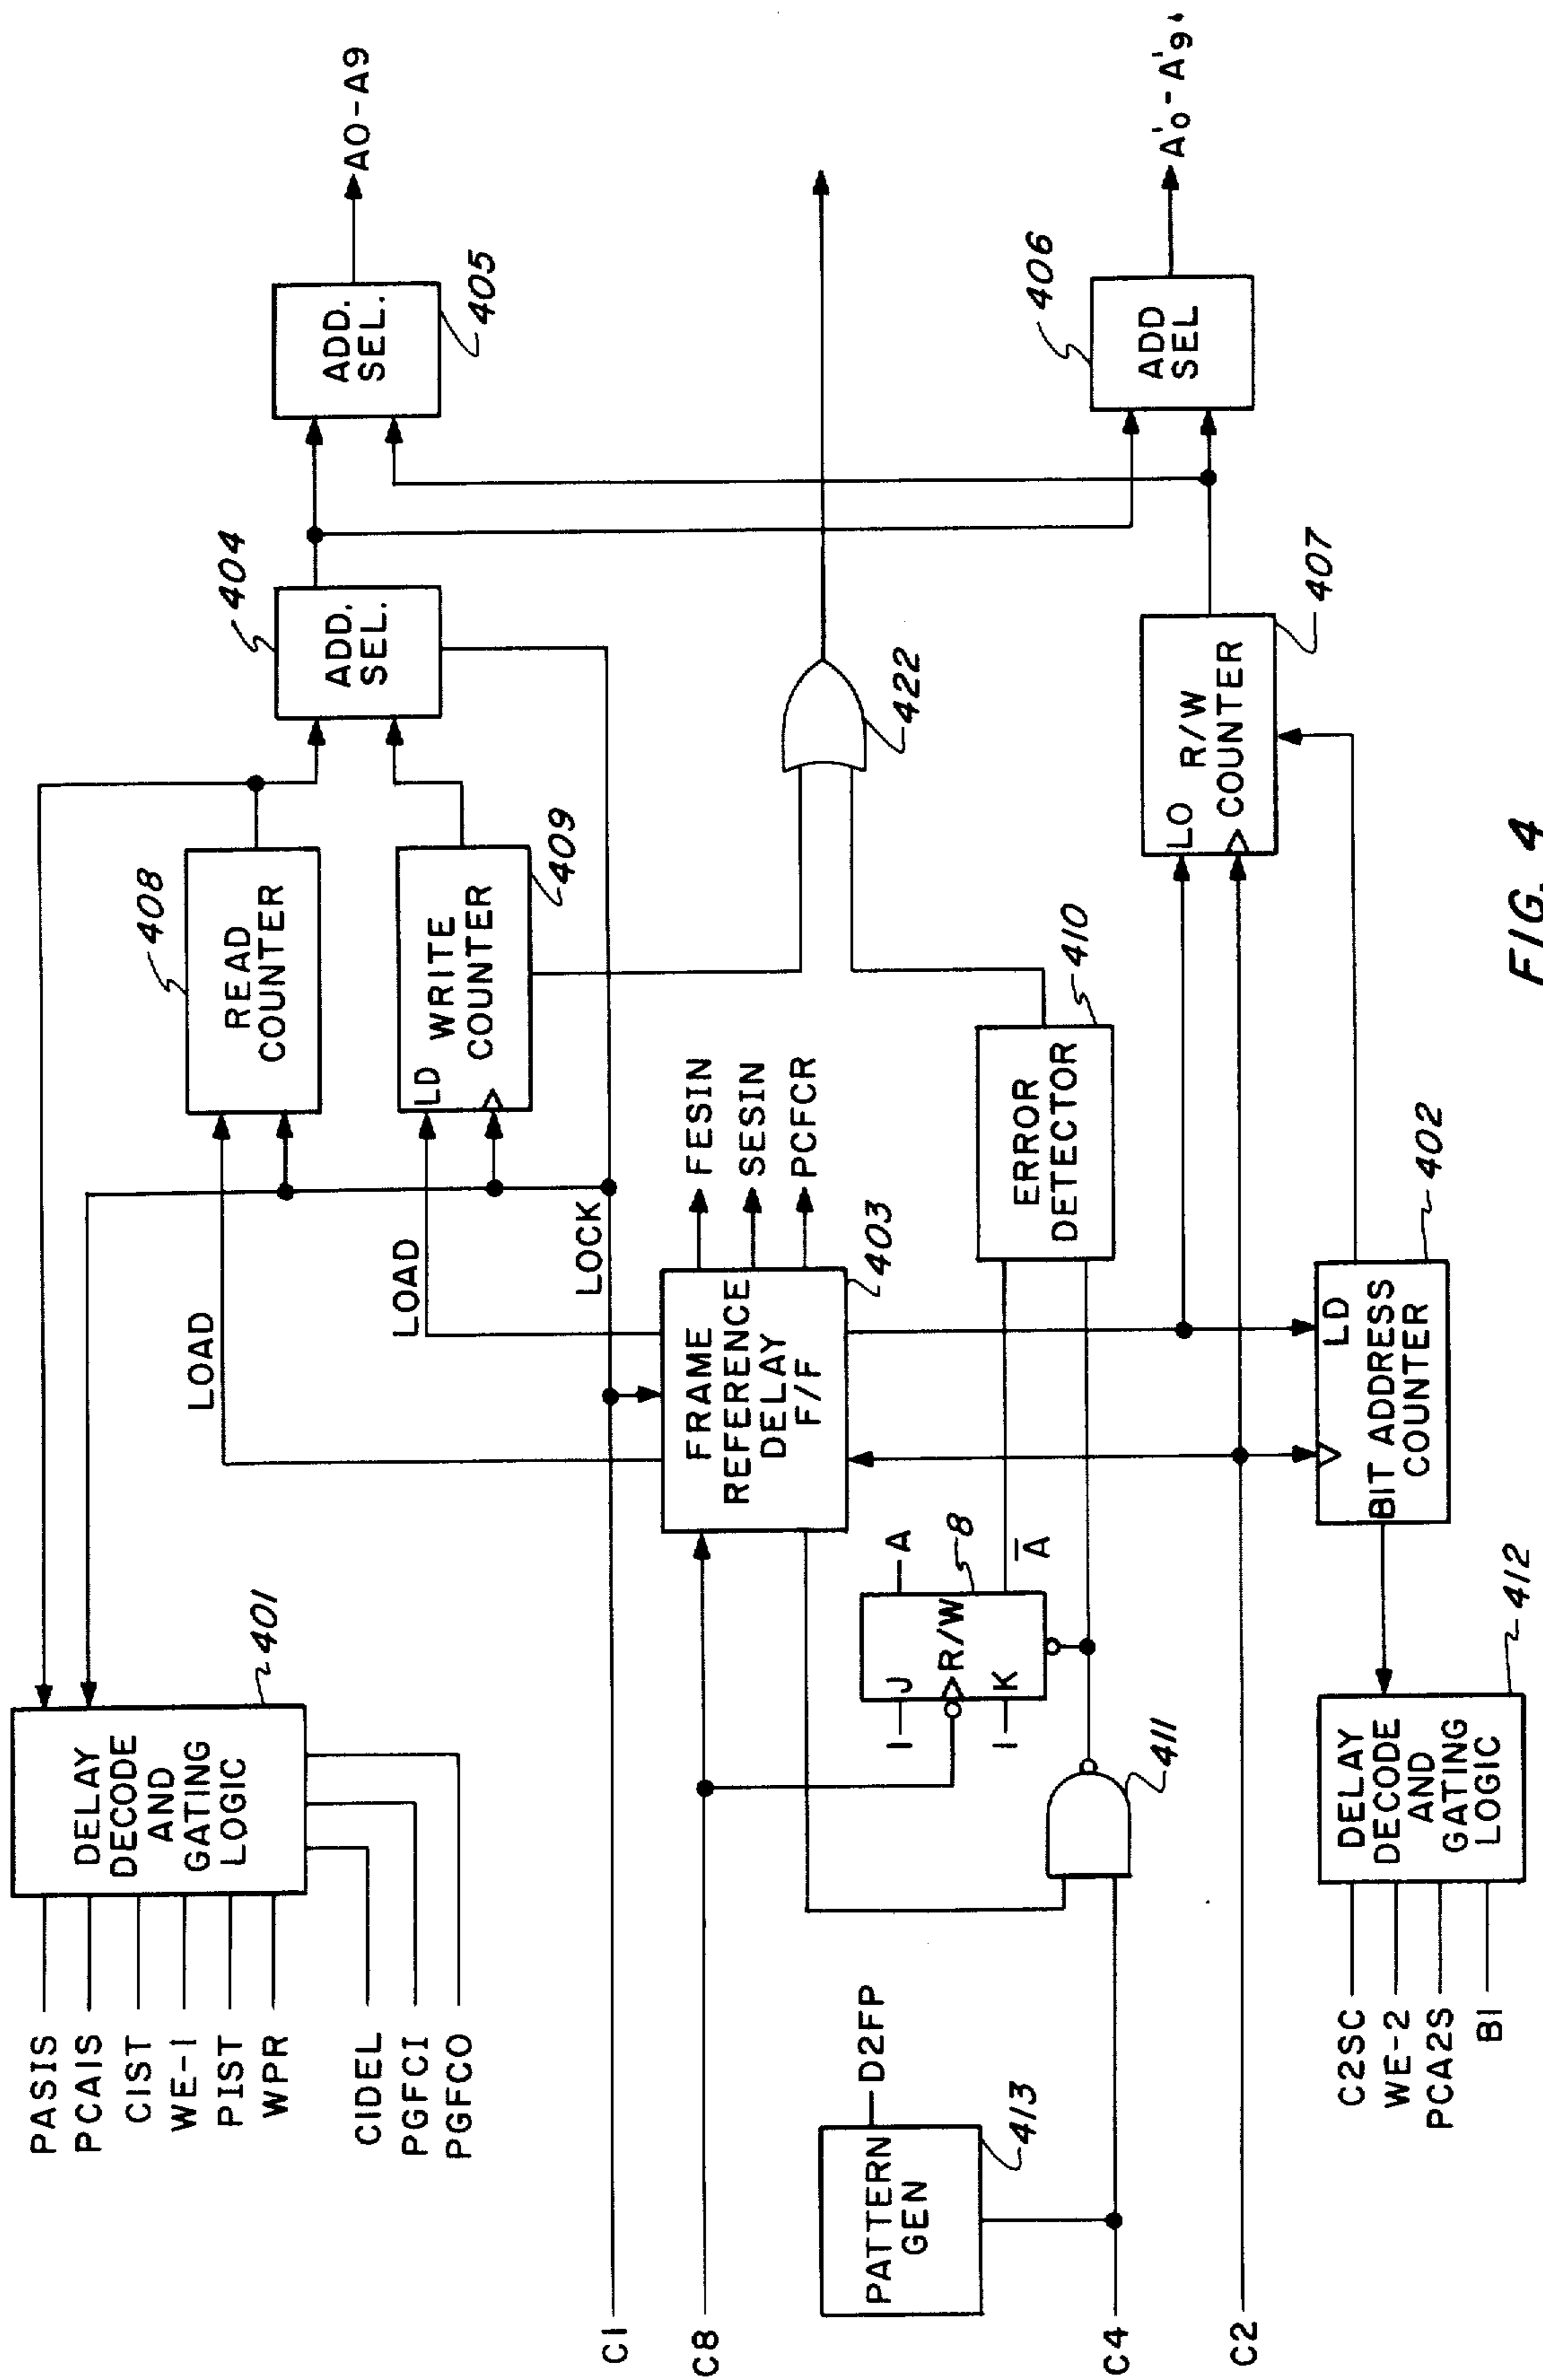 PASIS
PCAIS
CIST
WE-1
PIST
WPR
CIDEL
PGFCI
PGFCO
DELAY
DECODE
AND
GATING
LOGIC
401
LOAD
LOAD
LOCK
READ
COUNTER
408
LD WRITE
COUNTER
409
ADD.
SEL.
404
ADD.
SEL.
405
A0-A9
C1
C8
FRAME
REFERENCE
DELAY
F/F
403
FESIN
SESIN
PCFCR
422
PATTERN
GEN
413
D2FP
1
J
R/W
1
K
8
A
A̅
411
ERROR
DETECTOR
410
C4
C2
LO R/W
COUNTER
407
ADD
SEL
406
A'0-A'9
C2SC
WE-2
PCA2S
B1
DELAY
DECODE
AND
GATING
LOGIC
412
LD
BIT ADDRESS
COUNTER
402
FIG. 4